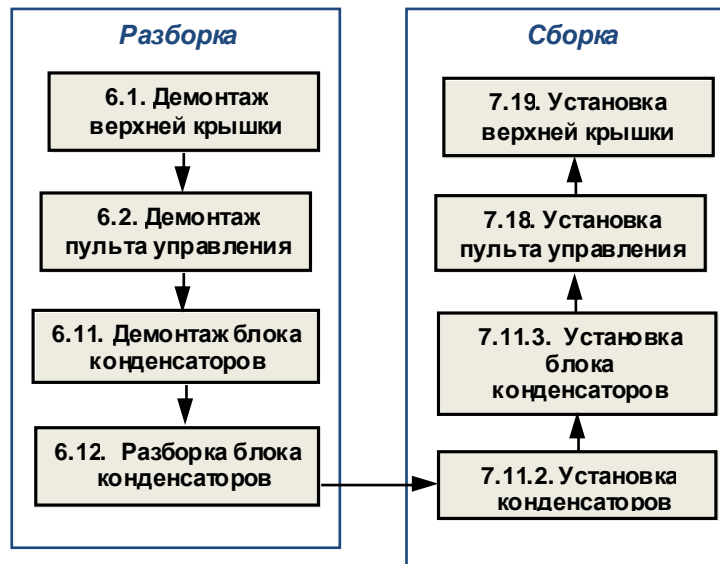 Разборка
6.1. Демонтаж
верхней крышки
6.2. Демонтаж
пульта управления
6.11. Демонтаж блока
конденсаторов
6.12. Разборка блока
конденсаторов
Сборка
7.19. Установка
верхней крышки
7.18. Установка
пульта управления
7.11.3. Установка
блока
конденсаторов
7.11.2. Установка
конденсаторов